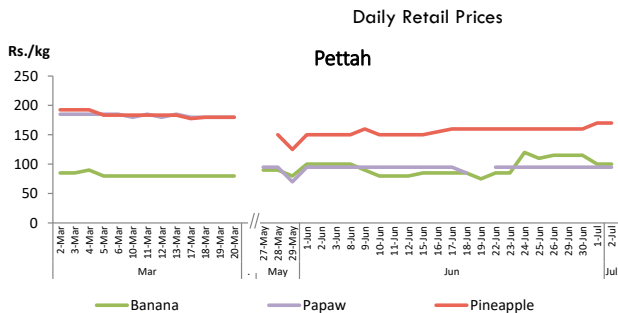 Daily Retail Prices
Rs./kg
Pettah
250
200
150
100
50
0
2-Mar
3-Mar
4-Mar
5-Mar
6-Mar
10-Mar
11-Mar
12-Mar
13-Mar
17-Mar
18-Mar
19-Mar
20-Mar
//
27-May
28-May
29-May
1-Jun
2-Jun
3-Jun
8-Jun
9-Jun
10-Jun
11-Jun
12-Jun
15-Jun
16-Jun
17-Jun
18-Jun
19-Jun
22-Jun
23-Jun
24-Jun
25-Jun
26-Jun
29-Jun
30-Jun
1-Jul
2-Jul
Mar . May Jun Jul
Banana Papaw Pineapple